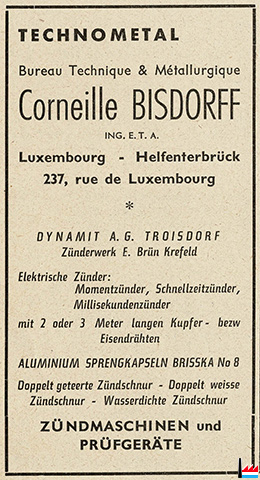 TECHNOMETAL
Bureau Technique & Métallurgique
Corneille BISDORFF
ING. E. T. A.
Luxembourg - Helfenterbrück
237, rue de Luxembourg
*
DYNAMIT A. G. TROISDORF
Zünderwerk E. Brün Krefeld
Elektrische Zünder:
Momentzünder, Schnellzeitzünder,
Millisekundenzünder
mit 2 oder 3 Meter langen Kupfer- bezw
Eisendrähten
ALUMINIUM SPRENGKAPSELN BRISSKA No 8
Doppelt geteerte Zündschnur - Doppelt weisse
Zündschnur - Wasserdichte Zündschnur
ZÜNDMASCHINEN und
PRÜFGERÄTE